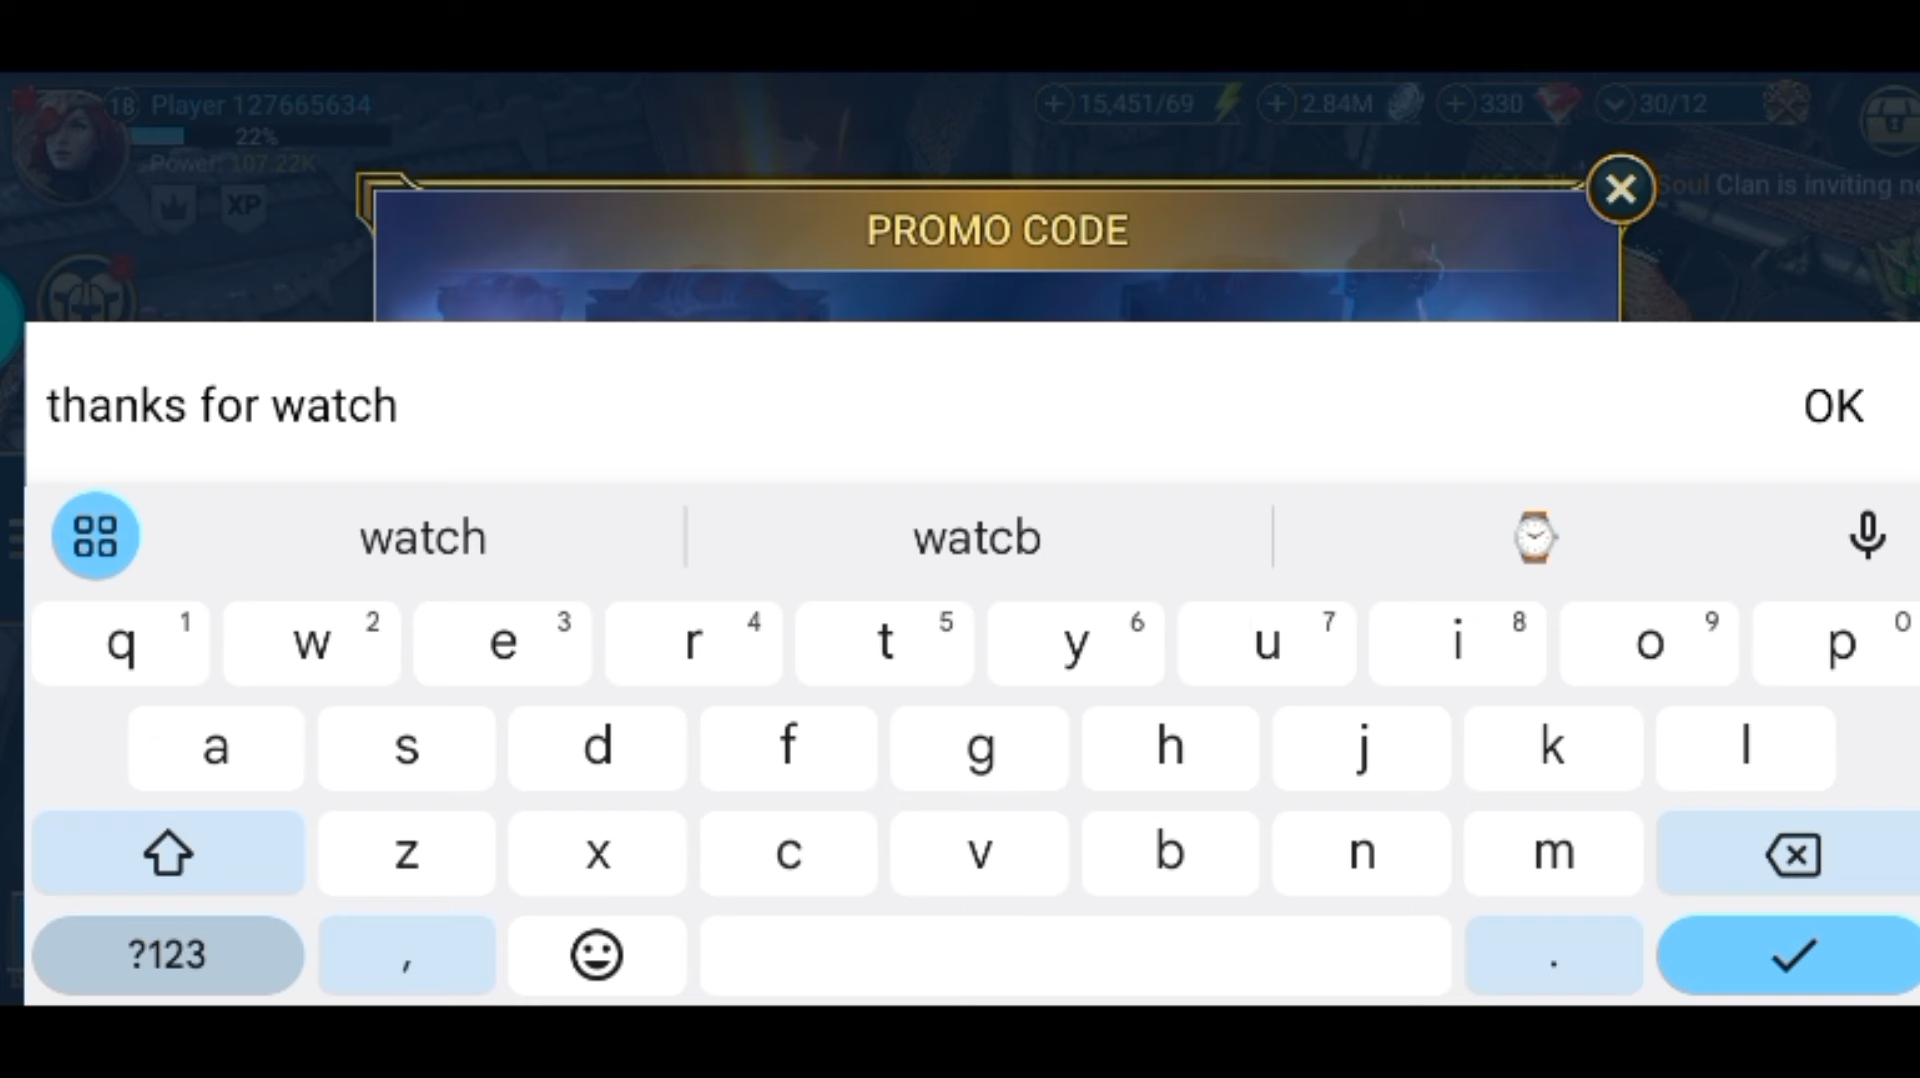 18 Player 127665634
22%
Power: 107.22K
XP
15,451/69
2.84M
330
30/12
Soul Clan is inviting
PROMO CODE
thanks for watch
OK
watch
watcb
q 1 w 2 e 3 r 4 t 5 y 6 u 7 i 8 o 9 p 0
a s d f g h j k l
z x c v b n m
?123 , .